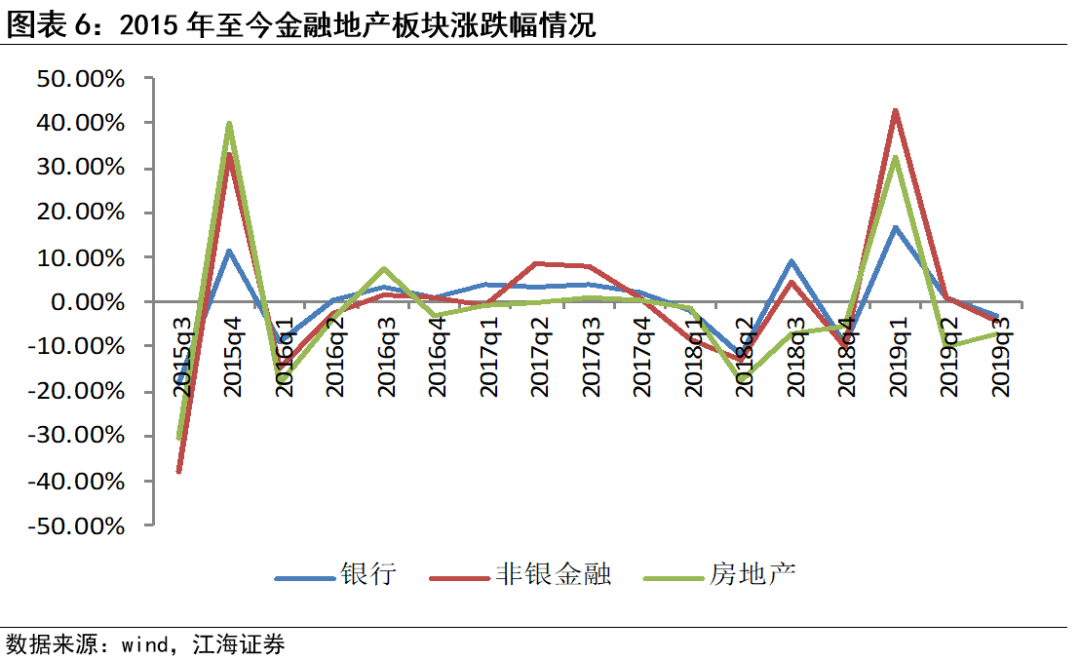 图表 6：2015 年至今金融地产板块涨跌幅情况
50.00%
40.00%
30.00%
20.00%
10.00%
0.00%
-10.00%
-20.00%
-30.00%
-40.00%
-50.00%
2015q3
2015q4
2016q1
2016q2
2016q3
2016q4
2017q1
2017q2
2017q3
2017q4
2018q1
2018q2
2018q3
2018q4
2019q1
2019q2
2019q3
银行
非银金融
房地产
数据来源：wind，江海证券